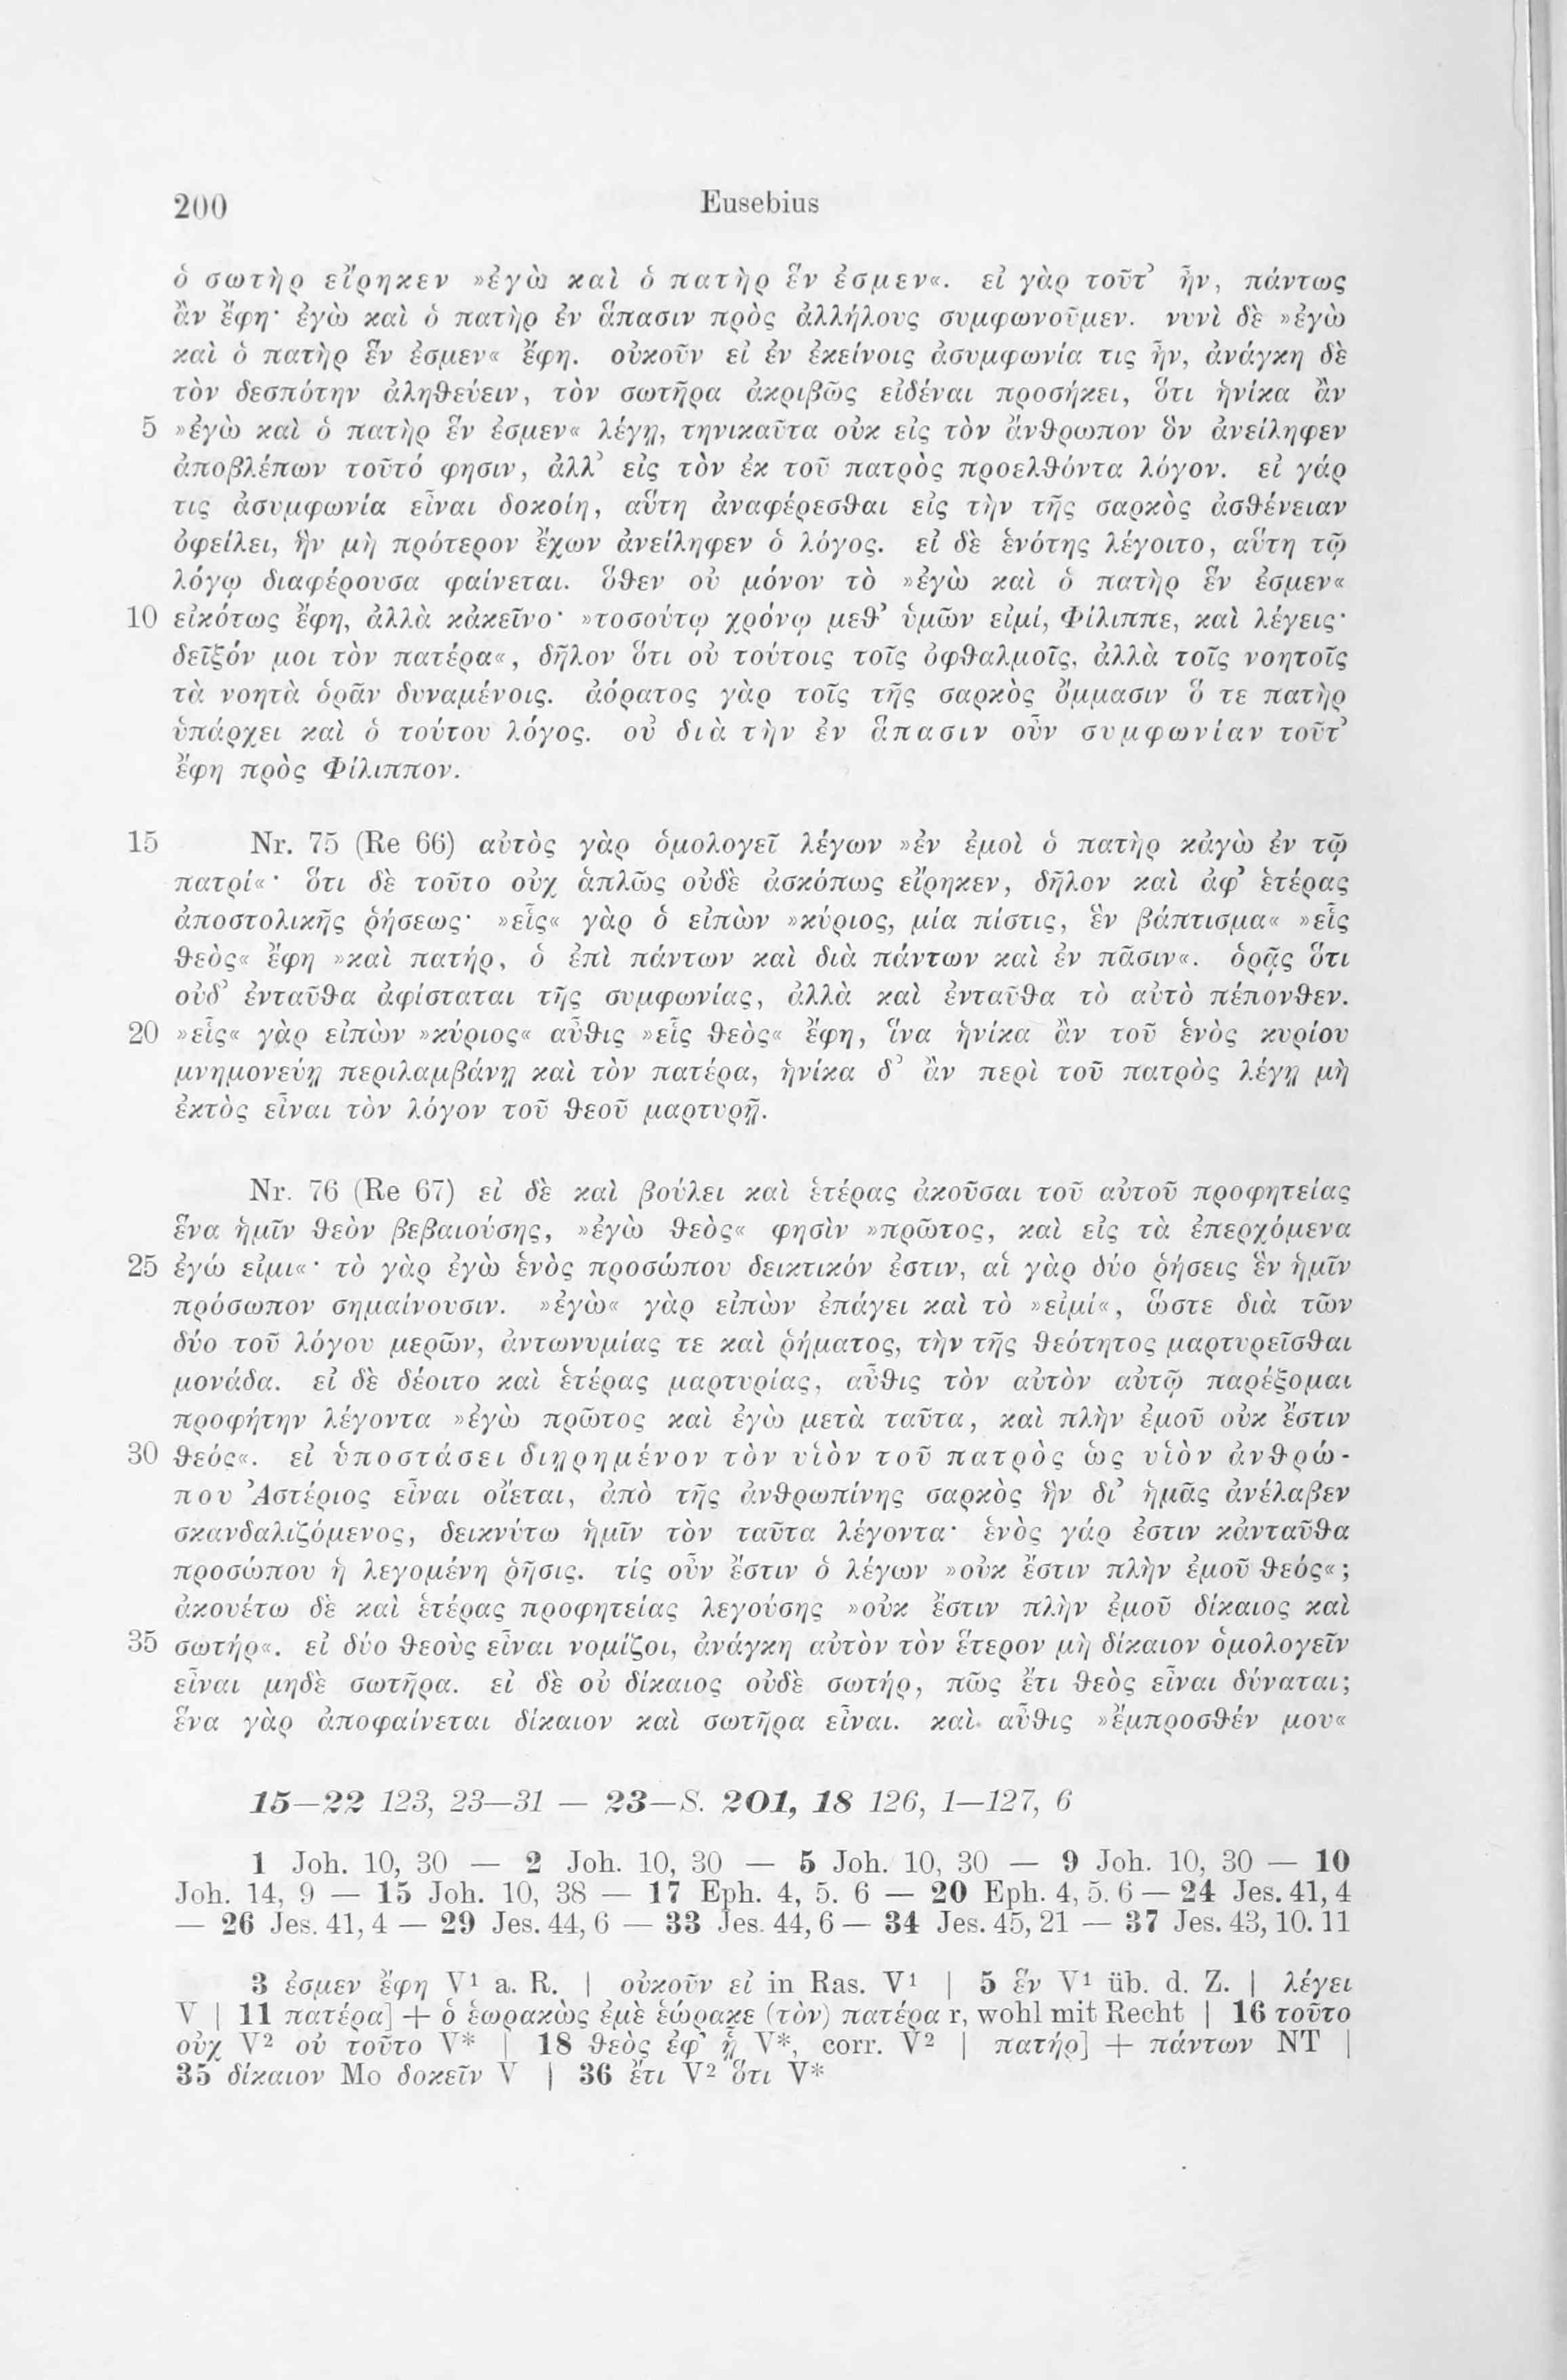 200 Eusebius
ὁ σωτὴρ εἴρηκεν »ἐγὼ καὶ ὁ πατὴρ ἕν ἐσμεν«. εἰ γὰρ τοῦτ’ ἦν, πάντως
ἂν ἔφη· ἐγὼ καὶ ὁ πατὴρ ἐν ἅπασιν πρὸς ἀλλήλους συμφωνοῦμεν. νυνὶ δὲ »ἐγὼ
καὶ ὁ πατὴρ ἕν ἐσμεν« ἔφη. οὐκοῦν εἰ ἐν ἐκείνοις ἀσυμφωνία τις ἦν, ἀνάγκη δὲ
τὸν δεσπότην ἀληθεύειν, τὸν σωτῆρα ἀκριβῶς εἰδέναι προσήκει, ὅτι ἡνίκα ἂν
5 »ἐγὼ καὶ ὁ πατὴρ ἕν ἐσμεν« λέγῃ, τηνικαῦτα οὐκ εἰς τὸν ἄνθρωπον ὃν ἀνείληφεν
ἀποβλέπων τοῦτό φησιν, ἀλλ’ εἰς τὸν ἐκ τοῦ πατρὸς προελθόντα λόγον. εἰ γάρ
τις ἀσυμφωνία εἶναι δοκοίη, αὕτη ἀναφέρεσθαι εἰς τὴν τῆς σαρκὸς ἀσθένειαν
ὀφείλει, ἣν μὴ πρότερον ἔχων ἀνείληφεν ὁ λόγος. εἰ δὲ ἑνότης λέγοιτο, αὕτη τῷ
λόγῳ διαφέρουσα φαίνεται. ὅθεν οὐ μόνον τὸ »ἐγὼ καὶ ὁ πατὴρ ἕν ἐσμεν«
10 εἰκότως ἔφη, ἀλλὰ κἀκεῖνο· »τοσούτῳ χρόνῳ μεθ’ ὑμῶν εἰμί, Φίλιππε, καὶ λέγεις·
δεῖξόν μοι τὸν πατέρα«, δῆλον ὅτι οὐ τούτοις τοῖς ὀφθαλμοῖς, ἀλλὰ τοῖς νοητοῖς
τὰ νοητὰ ὁρᾶν δυναμένοις. ἀόρατος γὰρ τοῖς τῆς σαρκὸς ὄμμασιν ὅ τε πατὴρ
ὑπάρχει καὶ ὁ τούτου λόγος. οὐ διὰ τὴν ἐν ἅπασιν οὖν συμφωνίαν τοῦτ’
ἔφη πρὸς Φίλιππον.
15 Nr. 75 (Re 66) αὐτὸς γὰρ ὁμολογεῖ λέγων »ἐν ἐμοὶ ὁ πατὴρ κἀγὼ ἐν τῷ
πατρί«· ὅτι δὲ τοῦτο οὐχ ἁπλῶς οὐδὲ ἀσκόπως εἴρηκεν, δῆλον καὶ ἀφ’ ἑτέρας
ἀποστολικῆς ῥήσεως· »εἷς« γὰρ ὁ εἰπὼν »κύριος, μία πίστις, ἓν βάπτισμα« »εἷς
θεὸς« ἔφη »καὶ πατήρ, ὁ ἐπὶ πάντων καὶ διὰ πάντων καὶ ἐν πᾶσιν«. ὁρᾷς ὅτι
οὐδ’ ἐνταῦθα ἀφίσταται τῆς συμφωνίας, ἀλλὰ καὶ ἐνταῦθα τὸ αὐτὸ πέπονθεν.
20 »εἷς« γὰρ εἰπὼν »κύριος« αὖθις »εἷς θεὸς« ἔφη, ἵνα ἡνίκα ἂν τοῦ ἑνὸς κυρίου
μνημονεύῃ περιλαμβάνῃ καὶ τὸν πατέρα, ἡνίκα δ’ ἂν περὶ τοῦ πατρὸς λέγῃ μὴ
ἐκτὸς εἶναι τὸν λόγον τοῦ θεοῦ μαρτυρῇ.
Nr. 76 (Re 67) εἰ δὲ καὶ βούλει καὶ ἑτέρας ἀκοῦσαι τοῦ αὐτοῦ προφητείας
ἕνα ἡμῖν θεὸν βεβαιούσης, »ἐγὼ θεὸς« φησὶν »πρῶτος, καὶ εἰς τὰ ἐπερχόμενα
25 ἐγώ εἰμι«· τὸ γὰρ ἐγὼ ἑνὸς προσώπου δεικτικόν ἐστιν, αἱ γὰρ δύο ῥήσεις ἓν ἡμῖν
πρόσωπον σημαίνουσιν. »ἐγὼ« γὰρ εἰπὼν ἐπάγει καὶ τὸ »εἰμί«, ὥστε διὰ τῶν
δύο τοῦ λόγου μερῶν, ἀντωνυμίας τε καὶ ῥήματος, τὴν τῆς θεότητος μαρτυρεῖσθαι
μονάδα. εἰ δὲ δέοιτο καὶ ἑτέρας μαρτυρίας, αὖθις τὸν αὐτὸν αὐτῷ παρέξομαι
προφήτην λέγοντα »ἐγὼ πρῶτος καὶ ἐγὼ μετὰ ταῦτα, καὶ πλὴν ἐμοῦ οὐκ ἔστιν
30 θεός«. εἰ ὑποστάσει διῃρημένον τὸν υἱὸν τοῦ πατρὸς ὡς υἱὸν ἀνθρώ-
που Ἀστέριος εἶναι οἴεται, ἀπὸ τῆς ἀνθρωπίνης σαρκὸς ἣν δι’ ἡμᾶς ἀνέλαβεν
σκανδαλιζόμενος, δεικνύτω ἡμῖν τὸν ταῦτα λέγοντα· ἑνὸς γάρ ἐστιν κἀνταῦθα
προσώπου ἡ λεγομένη ῥῆσις. τίς οὖν ἔστιν ὁ λέγων »οὐκ ἔστιν πλὴν ἐμοῦ θεός«;
ἀκουέτω δὲ καὶ ἑτέρας προφητείας λεγούσης »οὐκ ἔστιν πλὴν ἐμοῦ δίκαιος καὶ
35 σωτήρ«. εἰ δύο θεοὺς εἶναι νομίζοι, ἀνάγκη αὐτὸν τὸν ἕτερον μὴ δίκαιον ὁμολογεῖν
εἶναι μηδὲ σωτῆρα. εἰ δὲ οὐ δίκαιος οὐδὲ σωτήρ, πῶς ἔτι θεὸς εἶναι δύναται;
ἕνα γὰρ ἀποφαίνεται δίκαιον καὶ σωτῆρα εἶναι. καὶ αὖθις »ἔμπροσθέν μου«
15—22 123, 23—31 — 23—S. 201, 18 126, 1—127, 6
1 Joh. 10, 30 — 2 Joh. 10, 30 — 5 Joh. 10, 30 — 9 Joh. 10, 30 — 10
Joh. 14, 9 — 15 Joh. 10, 38 — 17 Eph. 4, 5. 6 — 20 Eph. 4, 5. 6 — 24 Jes. 41, 4
— 26 Jes. 41, 4 — 29 Jes. 44, 6 — 33 Jes. 44, 6 — 34 Jes. 45, 21 — 37 Jes. 43, 10. 11
3 ἐσμεν ἔφη V¹ a. R. | οὐκοῦν εἰ in Ras. V¹ | 5 ἕν V¹ üb. d. Z. | λέγει
V | 11 πατέρα] + ὁ ἑωρακὼς ἐμὲ ἑώρακε (τὸν) πατέρα r, wohl mit Recht | 16 τοῦτο
οὐχ V² οὐ τοῦτο V* | 18 θεὸς ἐφ’ ᾗ V*, corr. V² | πατήρ] + πάντων NT |
35 δίκαιον Mo δοκεῖν V | 36 ἔτι V² ὅτι V*